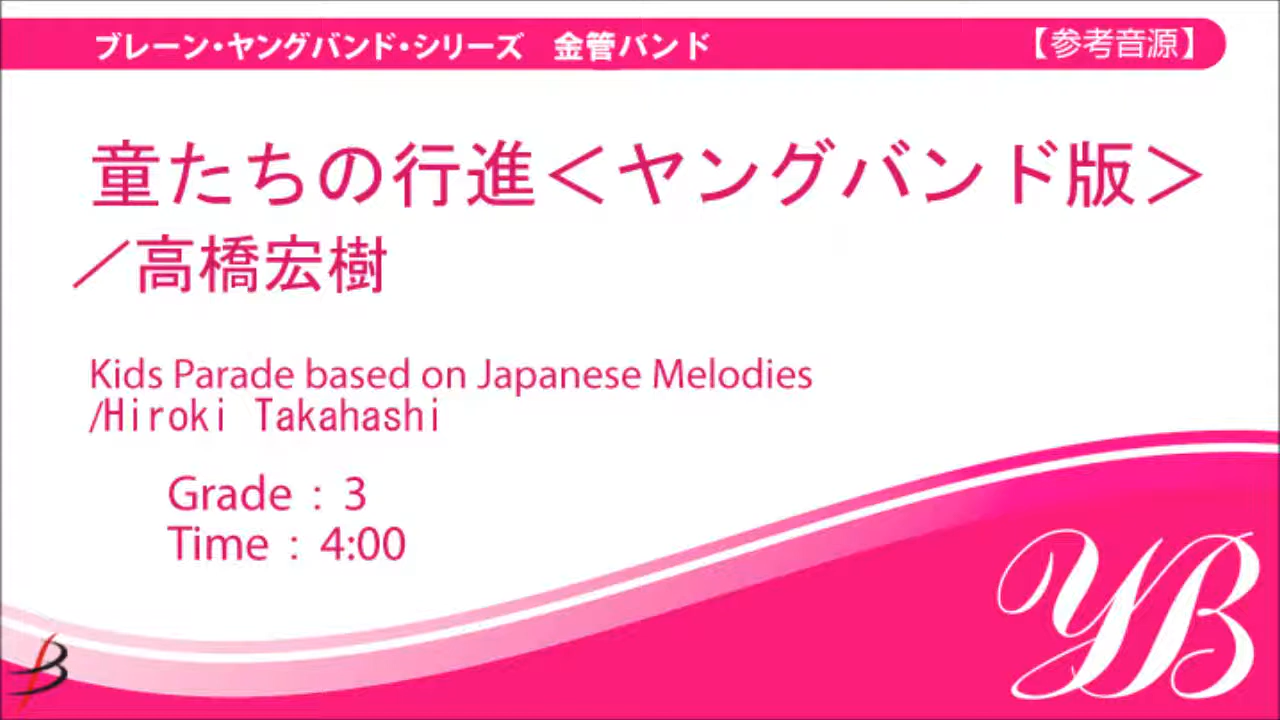 ブレーン・ヤングバンド・シリーズ　金管バンド
【参考音源】
童たちの行進＜ヤングバンド版＞
／高橋宏樹
Kids Parade based on Japanese Melodies
/Hiroki Takahashi
Grade : 3
Time : 4:00
YB
B